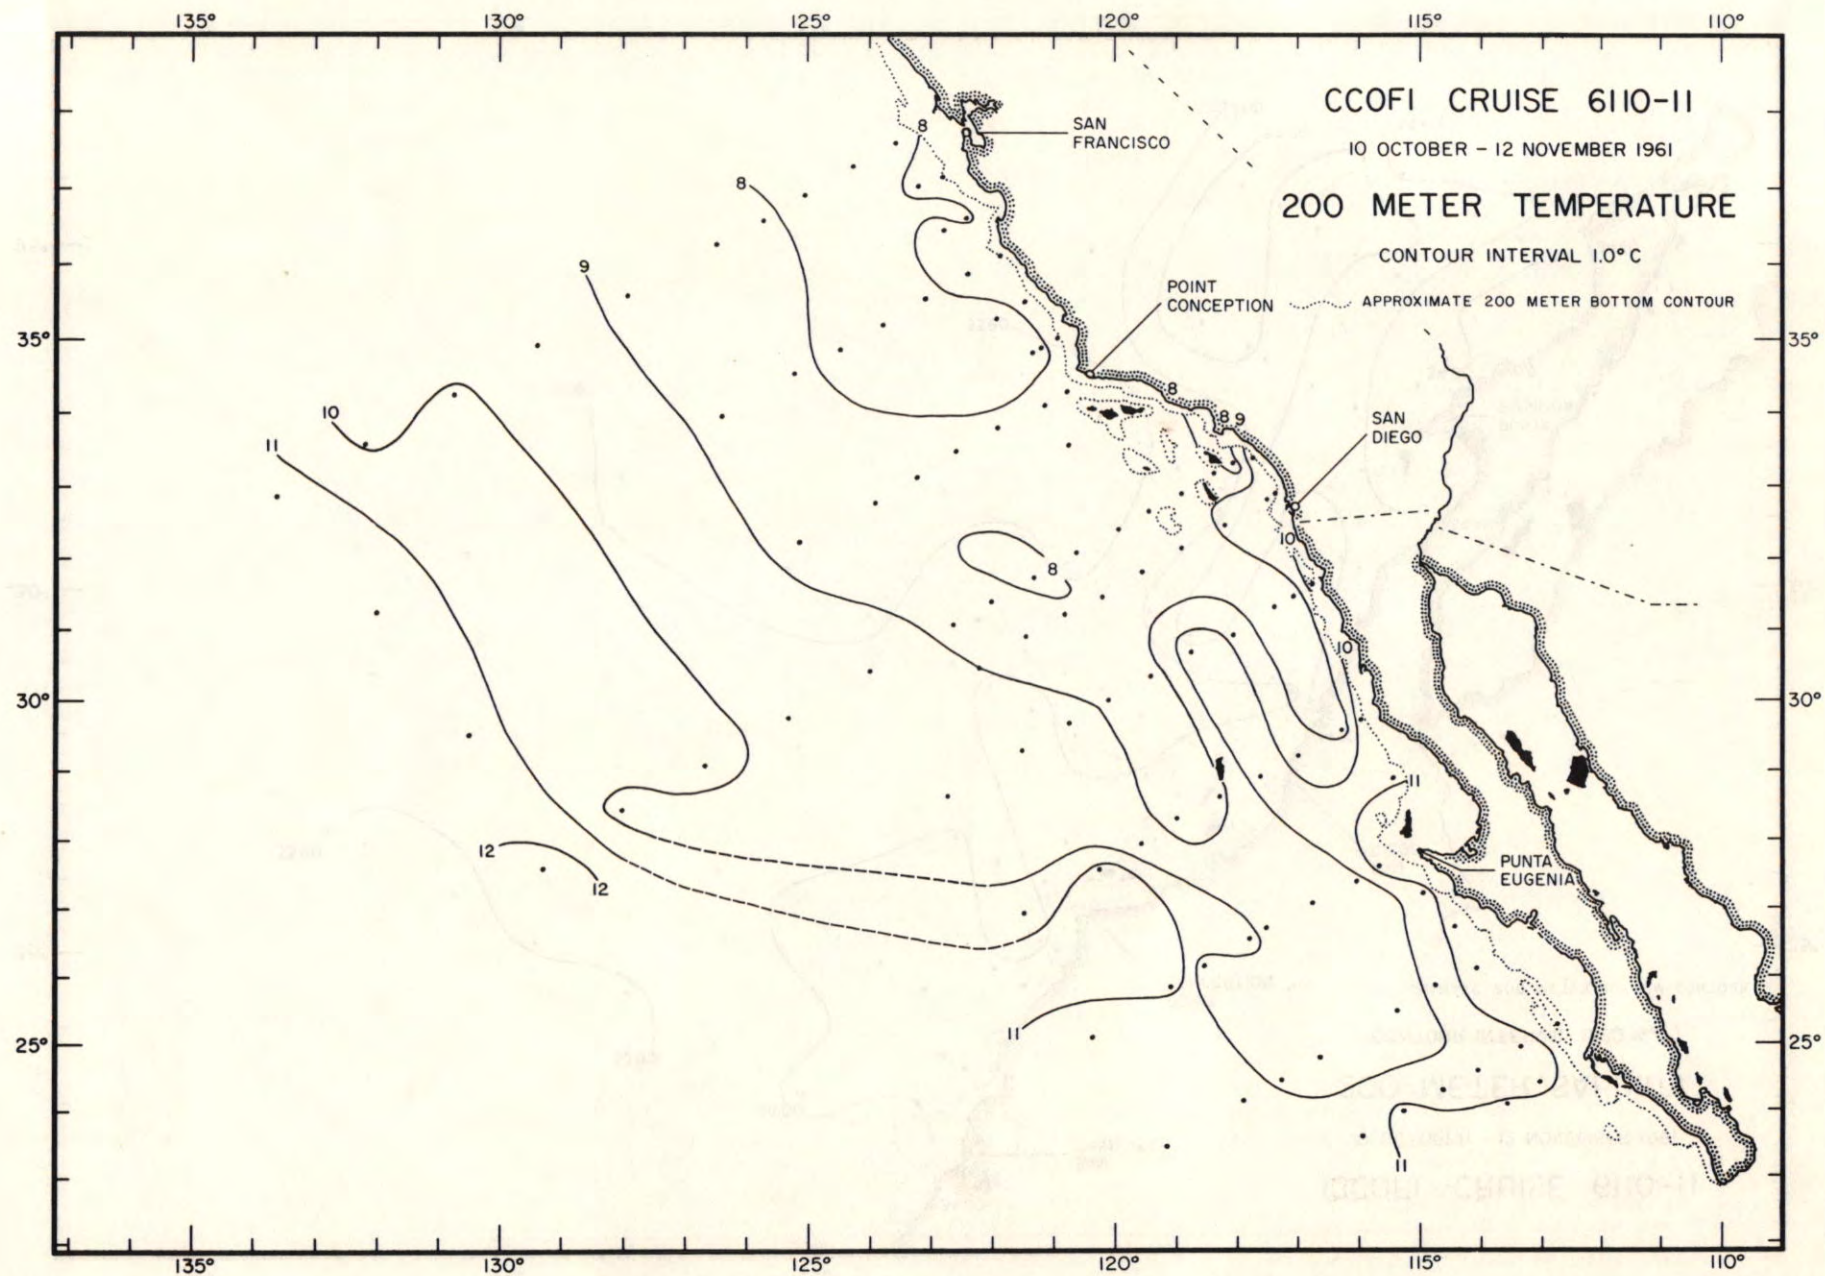 135° 130° 125° 120° 115° 110°
CCOFI CRUISE 6110-11
10 OCTOBER - 12 NOVEMBER 1961
200 METER TEMPERATURE
CONTOUR INTERVAL 1.0° C
APPROXIMATE 200 METER BOTTOM CONTOUR
SAN
FRANCISCO
8
8
9
POINT
CONCEPTION
35° 35°
8
10
8 9
SAN
DIEGO
11
10
8
10
30° 30°
11
12
12
PUNTA
EUGENIA
11
25° 25°
11
135° 130° 125° 120° 115° 110°